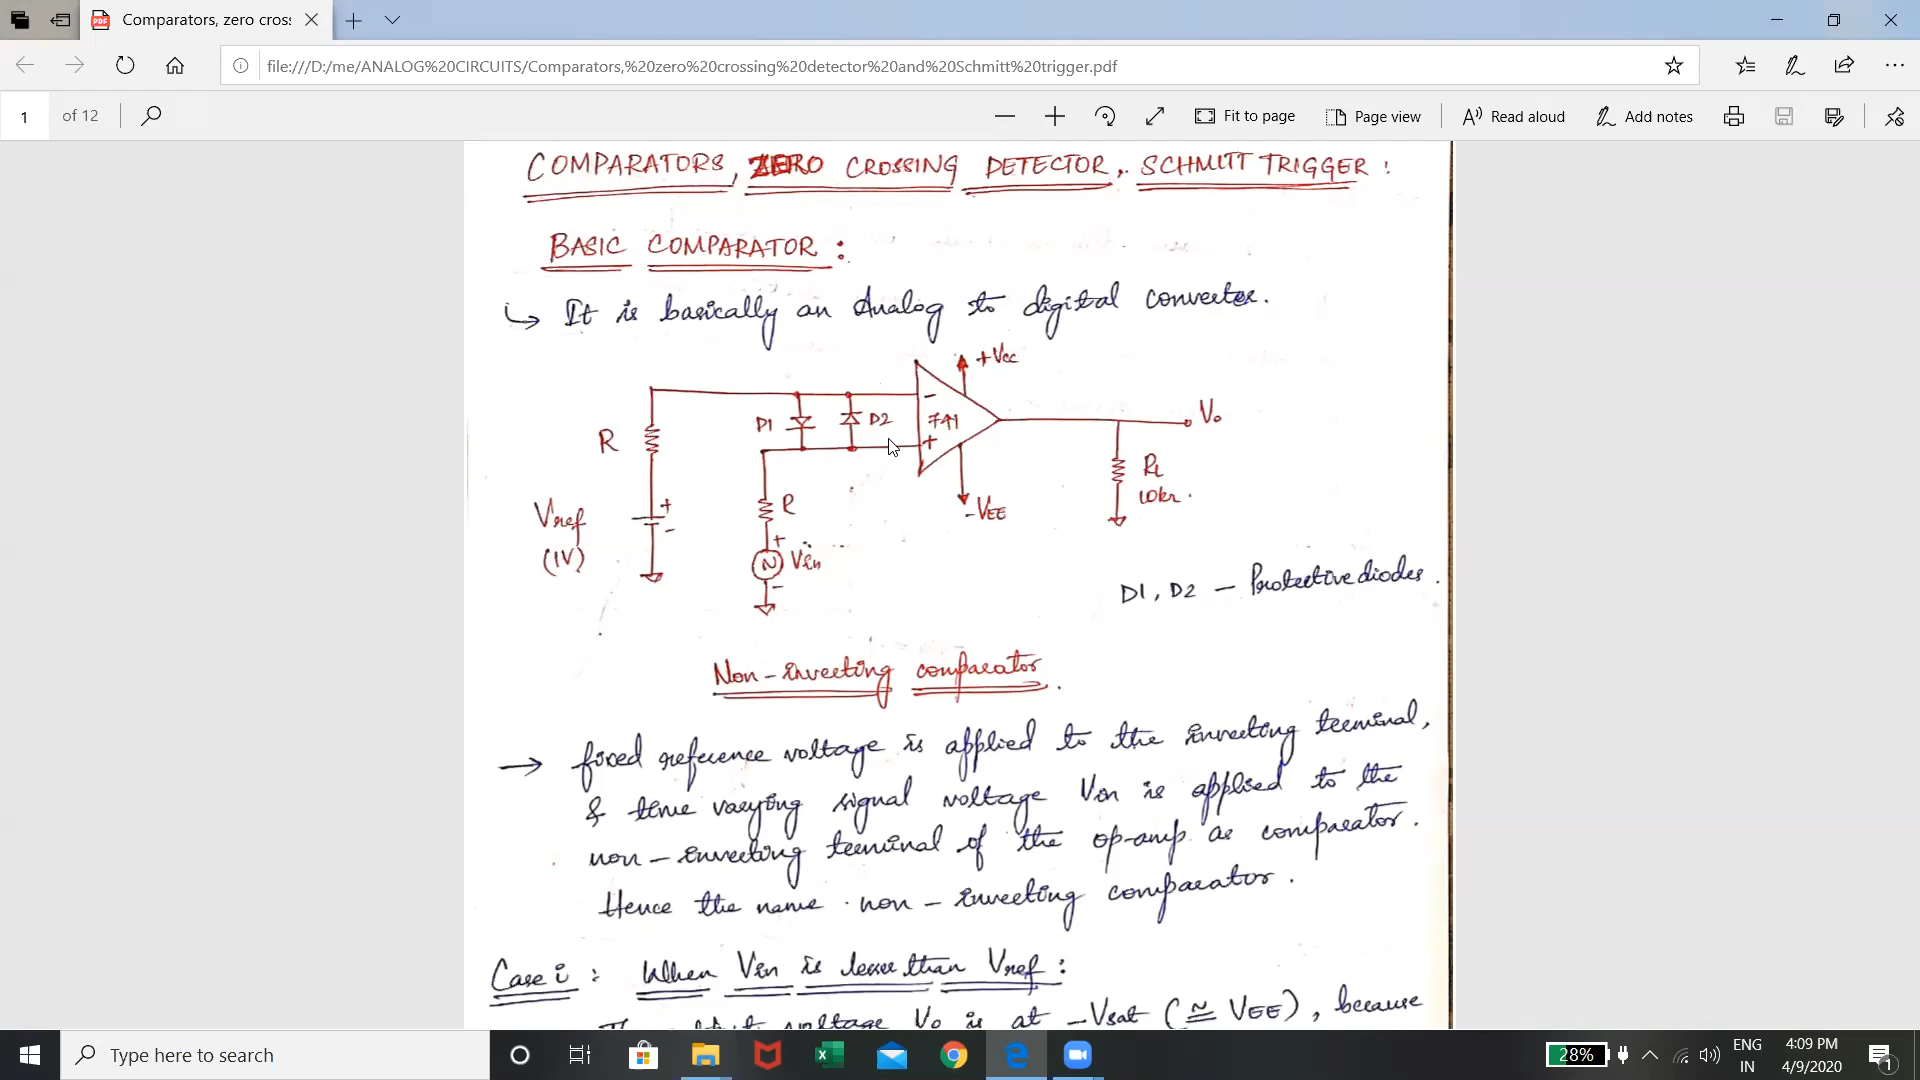 Comparators, zero cross
file:///D:/me/ANALOG%20CIRCUITS/Comparators,%20zero%20crossing%20detector%20and%20Schmitt%20trigger.pdf
1 of 12
Fit to page
Page view
Read aloud
Add notes
COMPARATORS, ZERO CROSSING DETECTOR, SCHMITT TRIGGER :
BASIC COMPARATOR :
↳ It is basically an Analog to digital converter.
+Vcc
D1
D2
-
741
+
Vo
R
RL
10kΩ.
R
-VEE
Vref
+
-
(1V)
+
Vin
-
D1, D2 - Protective diodes.
Non-inverting comparator.
→ fixed reference voltage is applied to the inverting terminal,
& time varying signal voltage Vin is applied to the
non-inverting terminal of the op-amp as comparator.
Hence the name non-inverting comparator.
Case i : When Vin is lesser than Vref :
voltage Vo is at -Vsat (≅ VEE), because
Type here to search
28%
ENG
IN
4:09 PM
4/9/2020
1